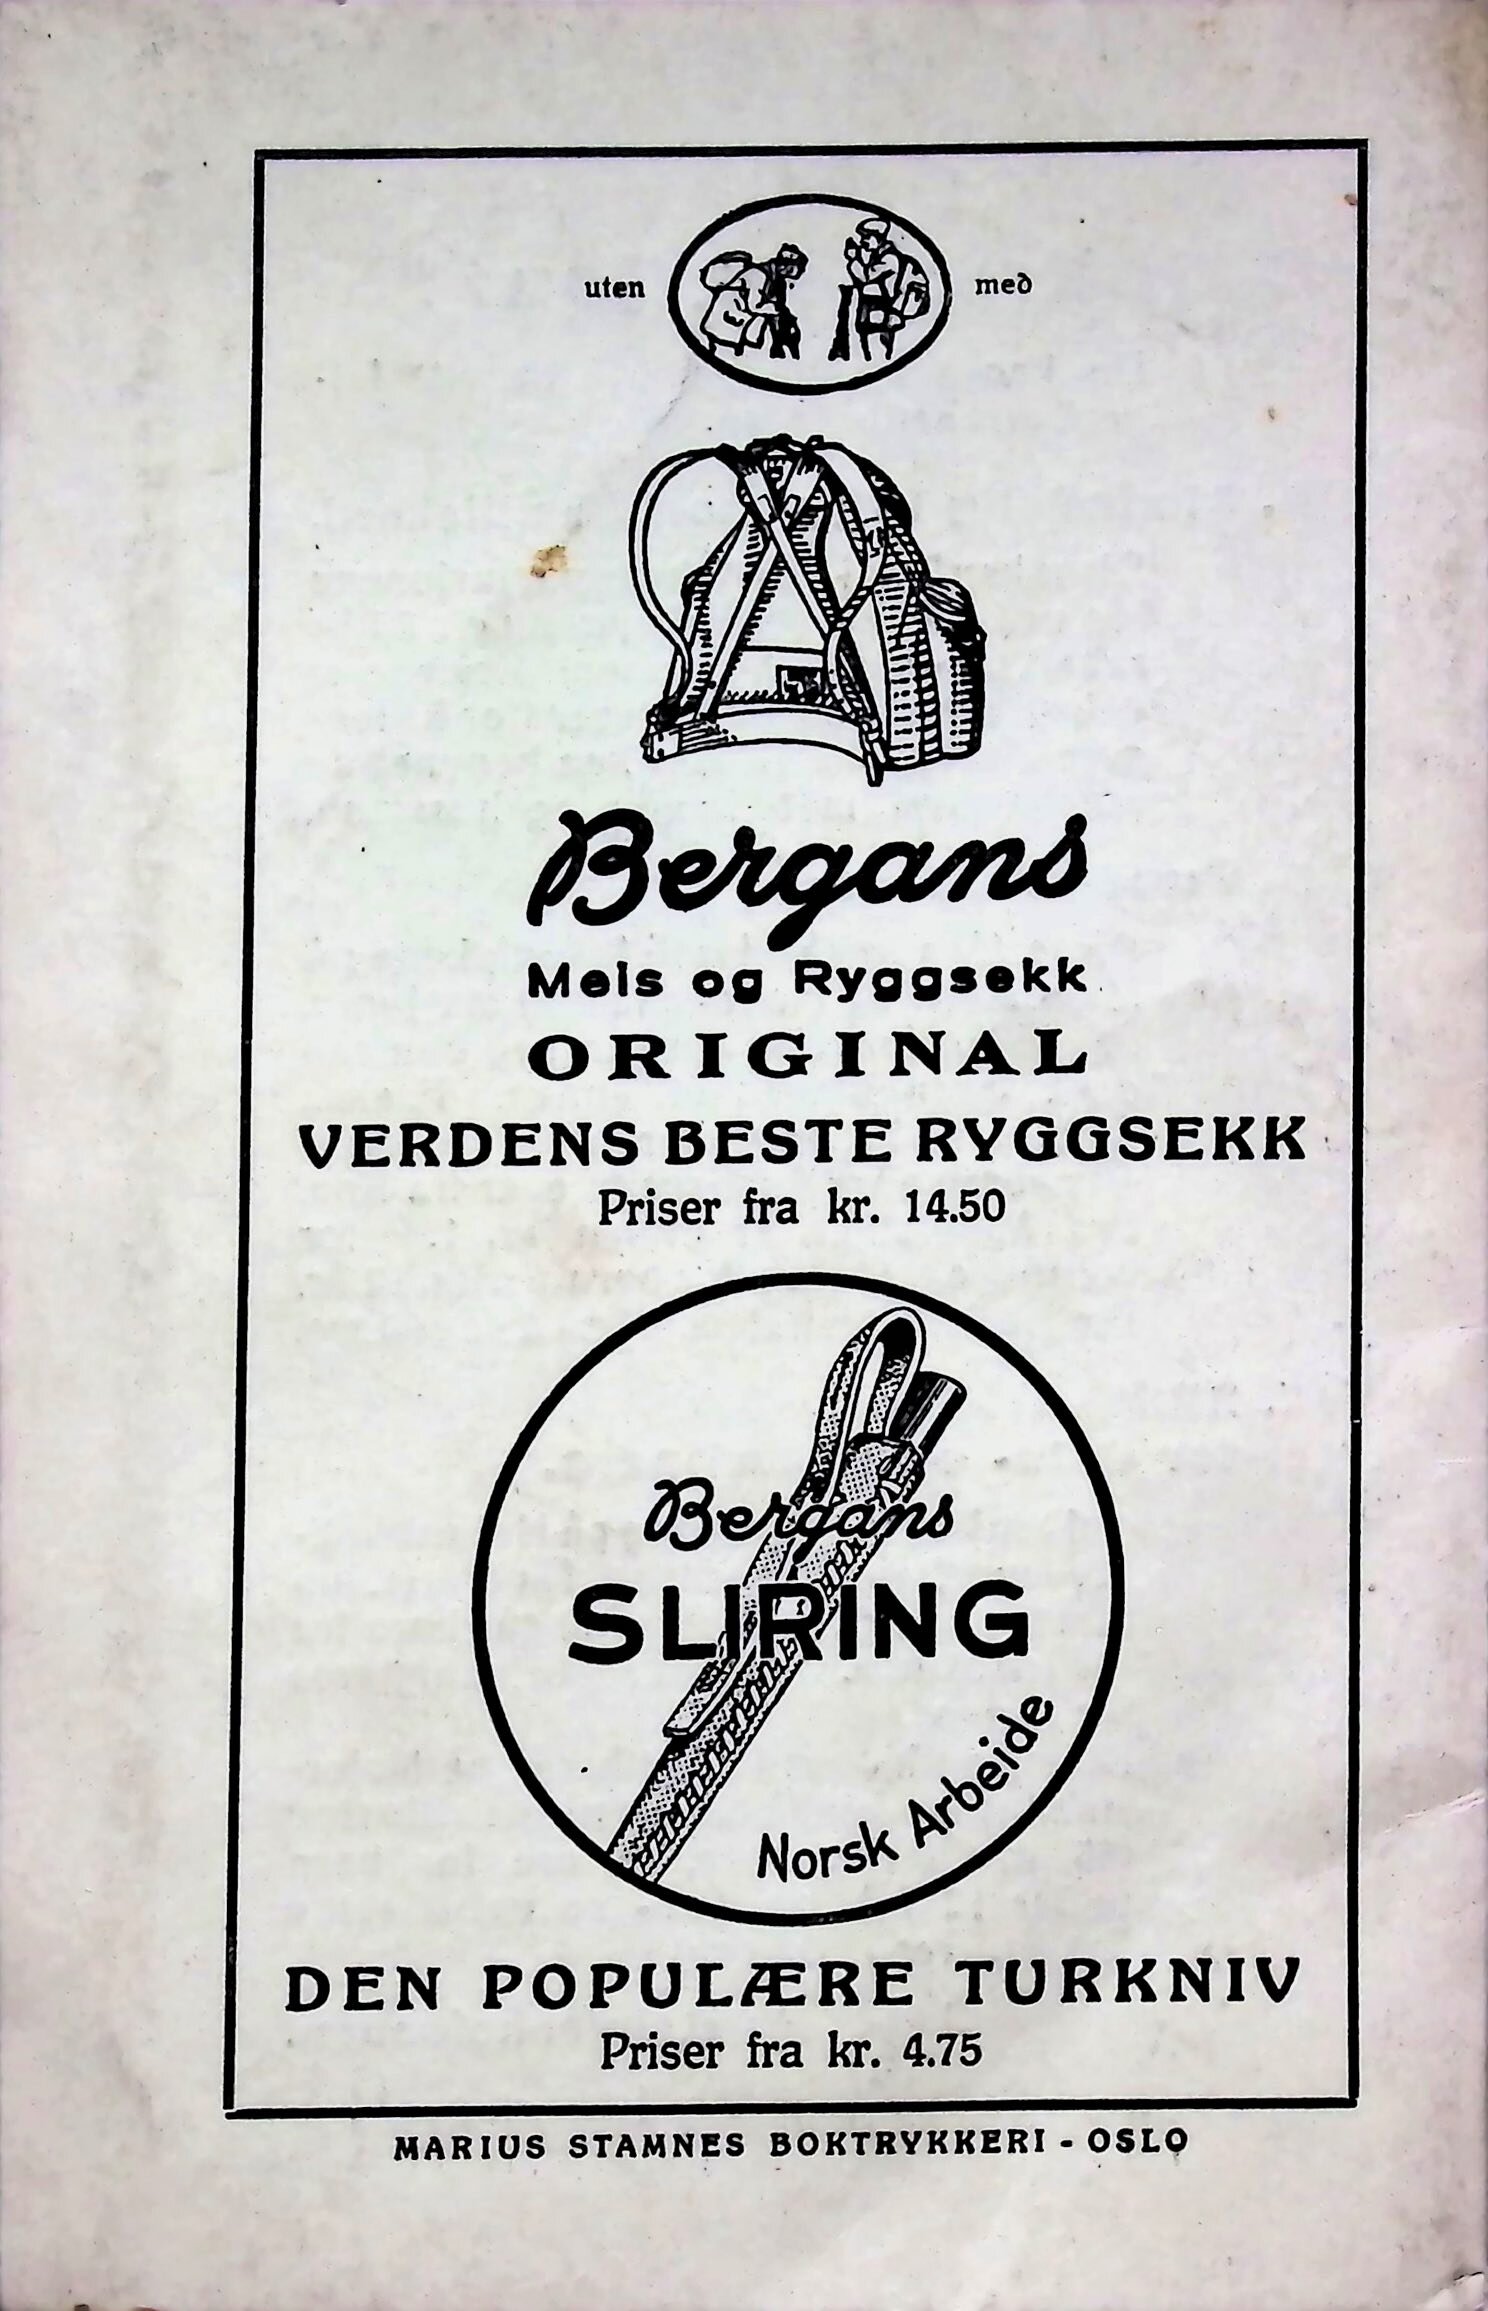 uten med
Bergans
Meis og Ryggsekk
ORIGINAL
VERDENS BESTE RYGGSEKK
Priser fra kr. 14.50
Bergans
SLIRING
Norsk Arbeide
DEN POPULÆRE TURKNIV
Priser fra kr. 4.75
MARIUS STAMNES BOKTRYKKERI - OSLO